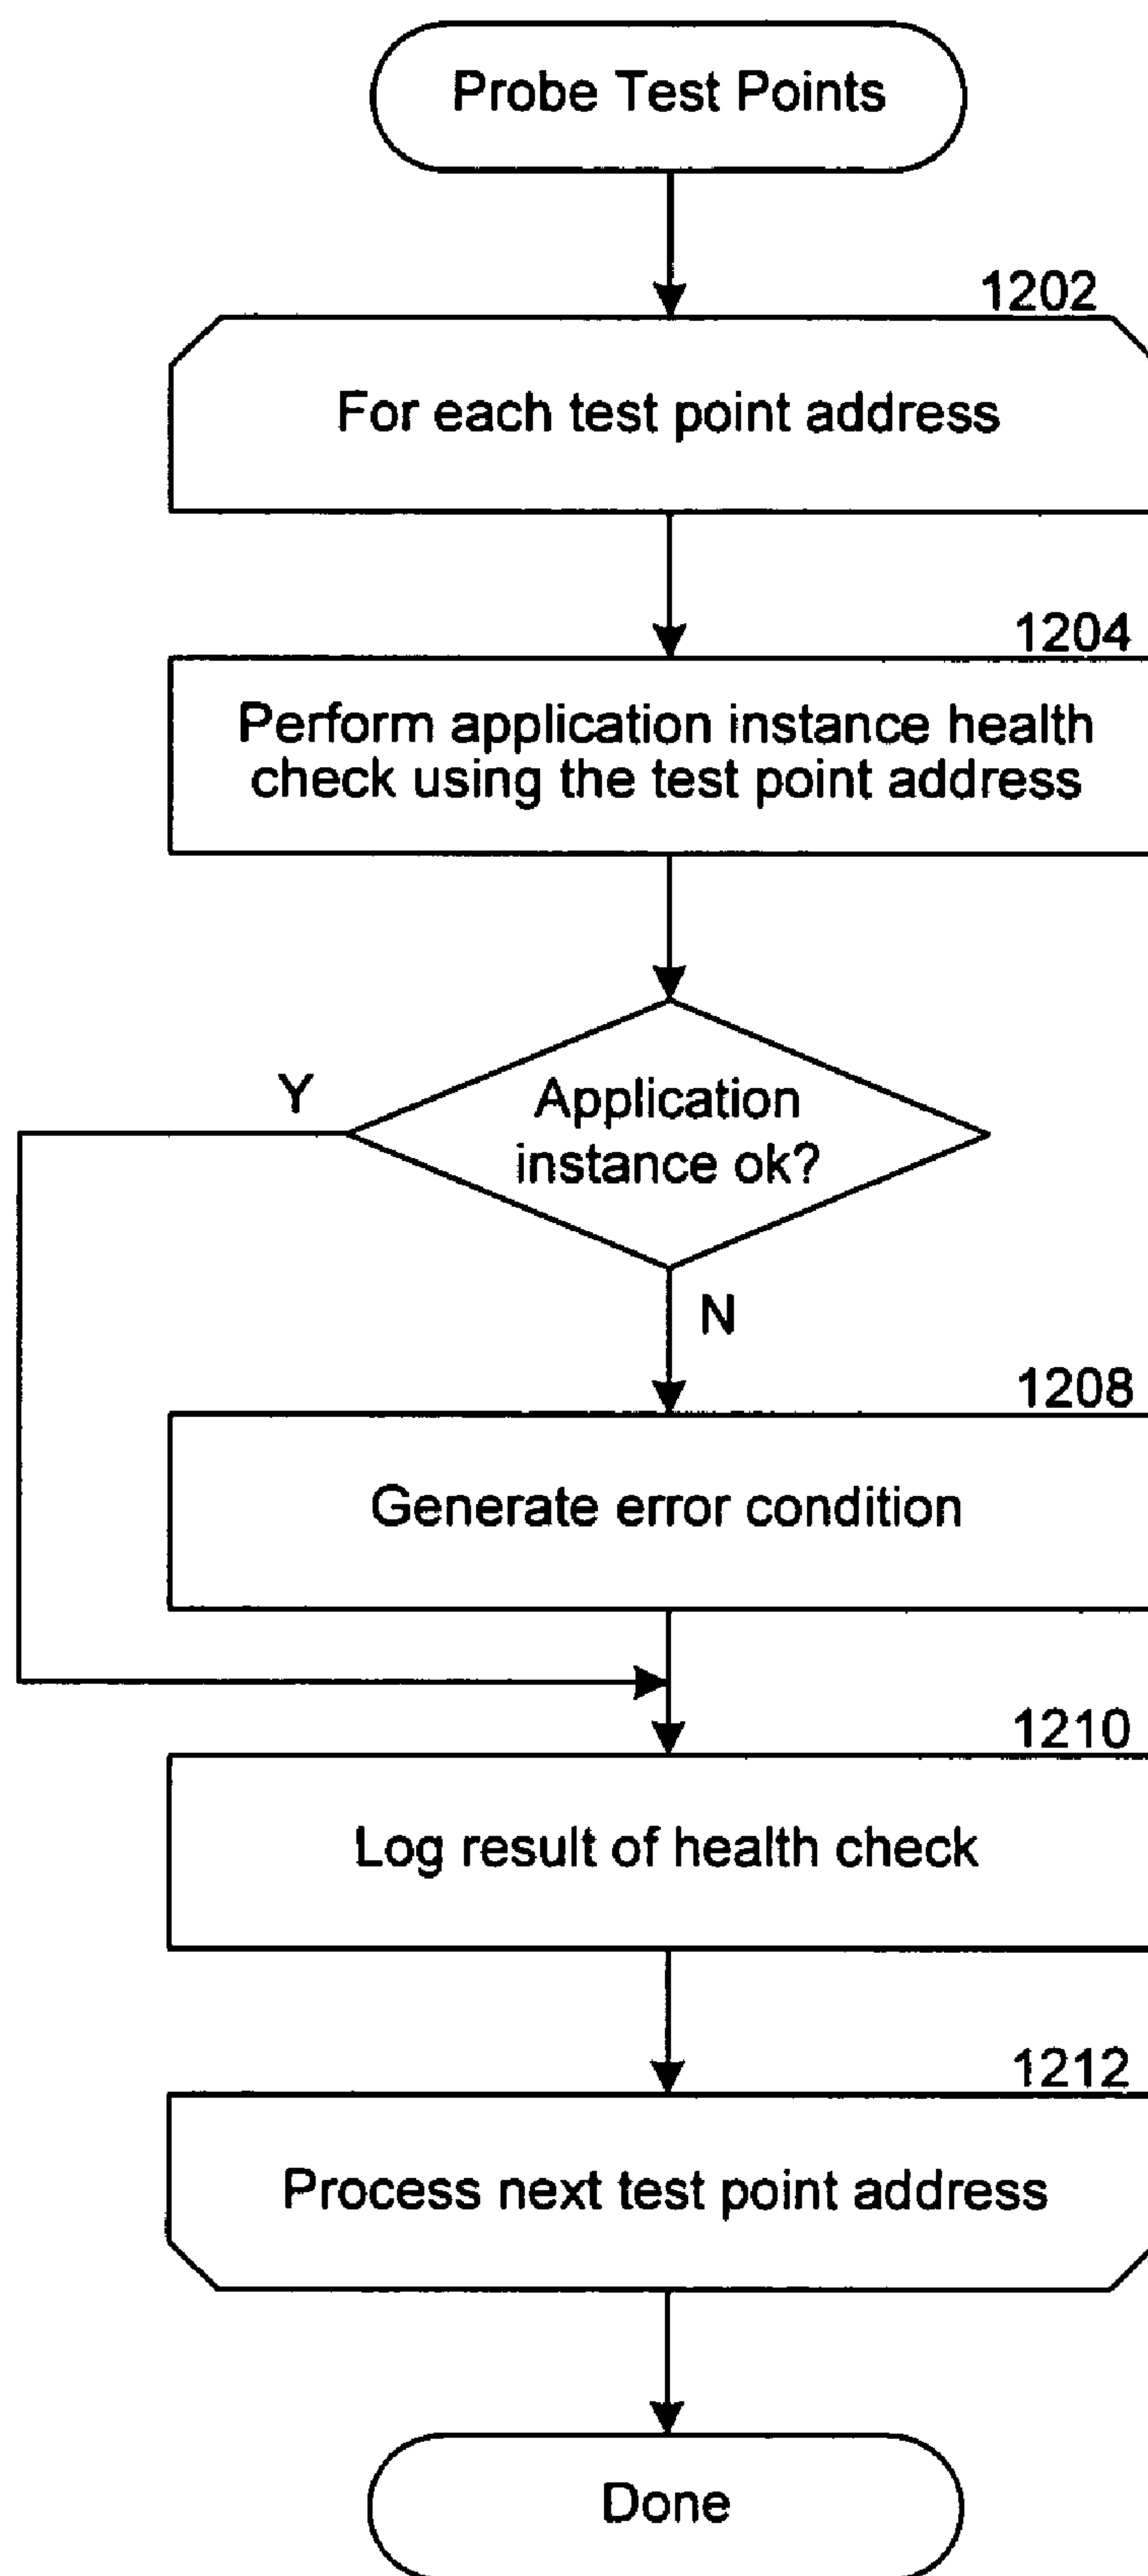 Probe Test Points
1202
For each test point address
1204
Perform application instance health
check using the test point address
Y
Application
instance ok?
N
1208
Generate error condition
1210
Log result of health check
1212
Process next test point address
Done